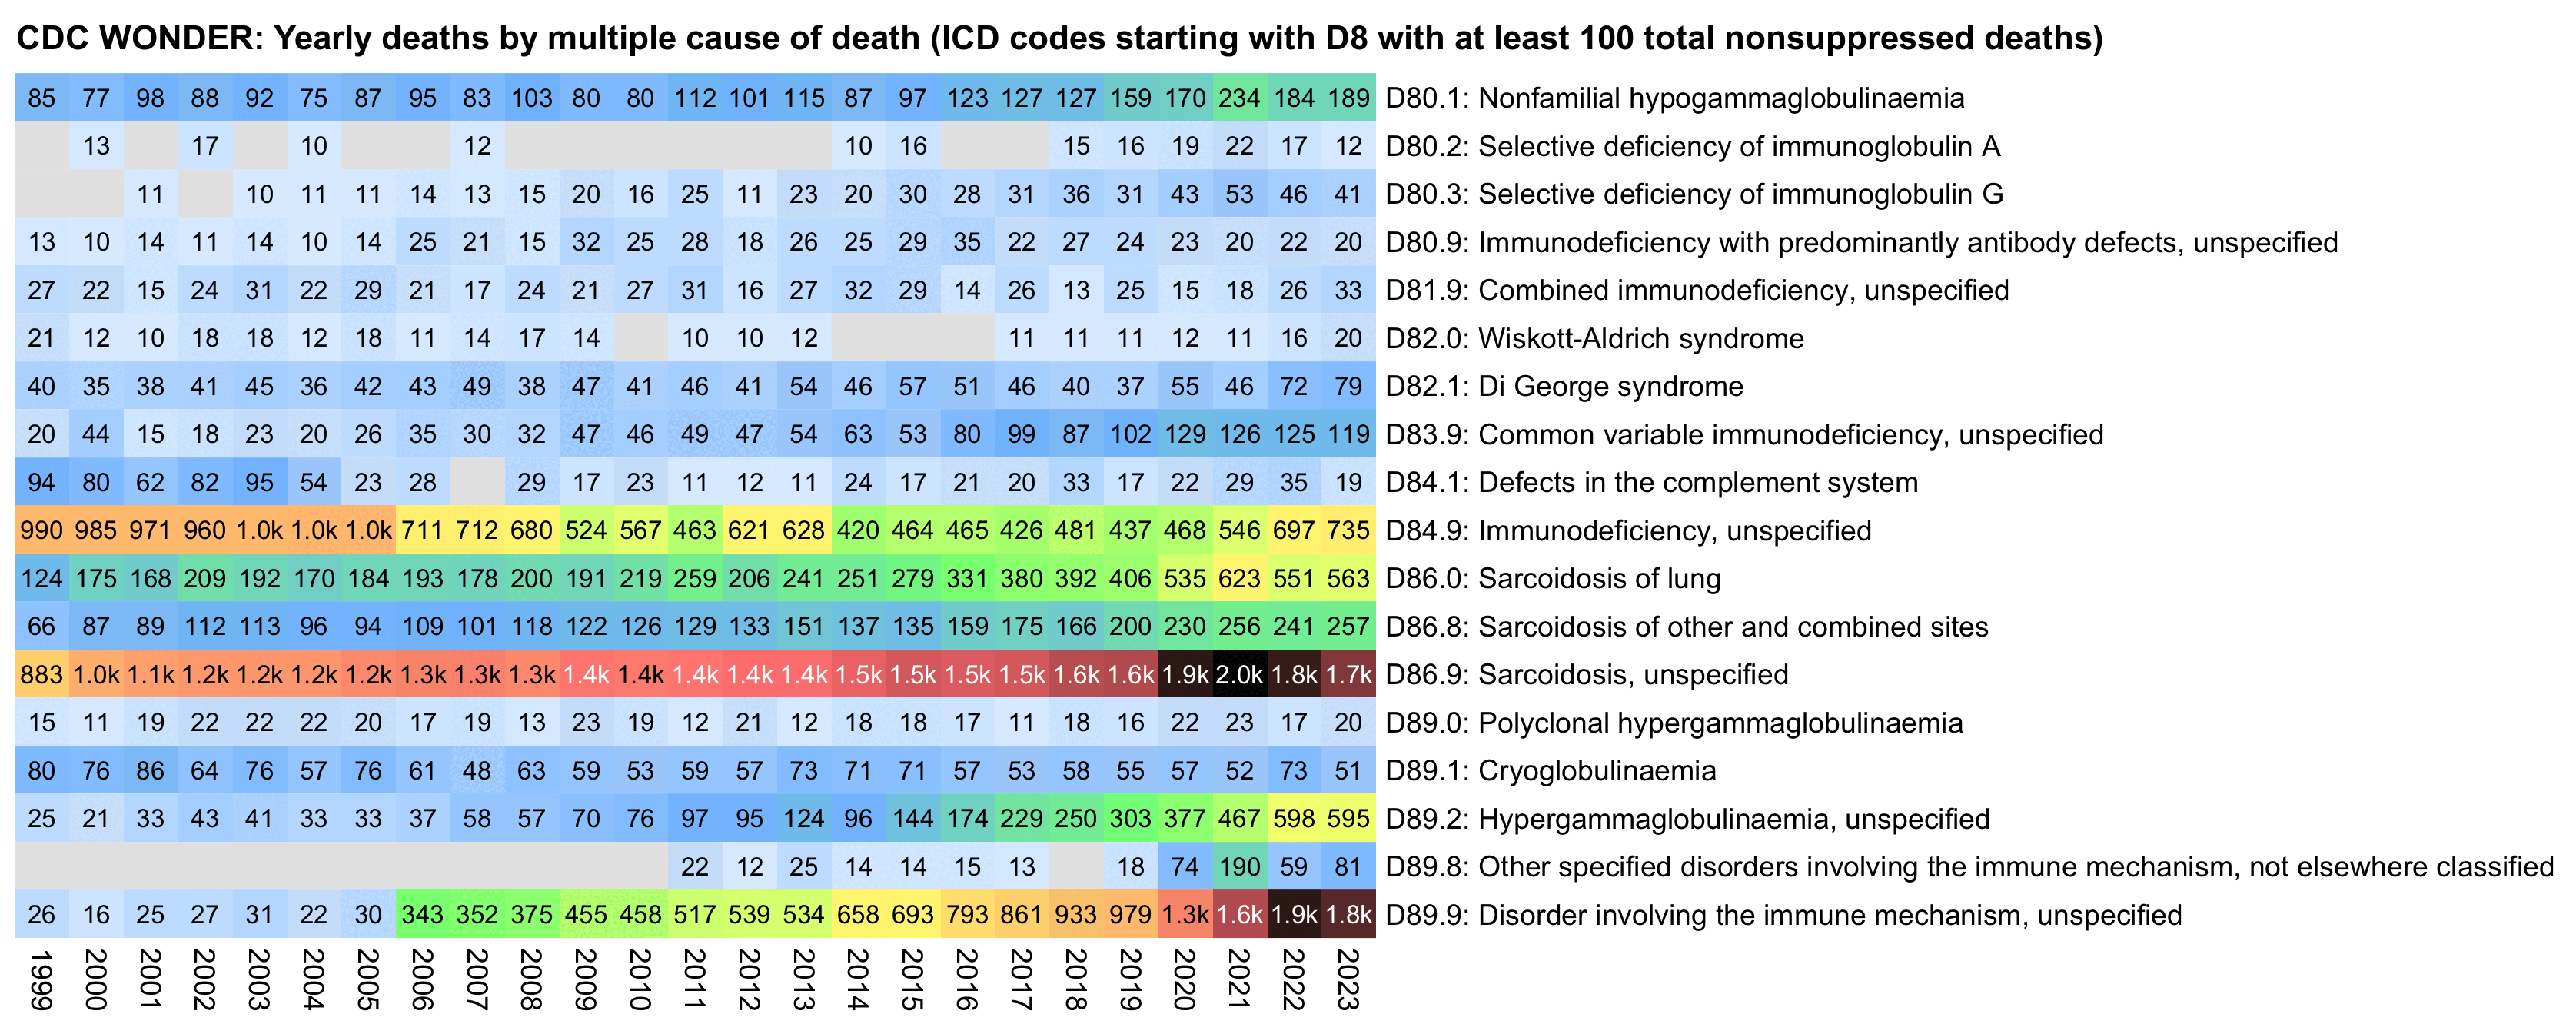 CDC WONDER: Yearly deaths by multiple cause of death (ICD codes starting with D8 with at least 100 total nonsuppressed deaths)
85 77 98 88 92 75 87 95 83 103 80 80 112 101 115 87 97 123 127 127 159 170 234 184 189 D80.1: Nonfamilial hypogammaglobulinaemia
13 17 10 12 10 16 15 16 19 22 17 12 D80.2: Selective deficiency of immunoglobulin A
11 10 11 11 14 13 15 20 16 25 11 23 20 30 28 31 36 31 43 53 46 41 D80.3: Selective deficiency of immunoglobulin G
13 10 14 11 14 10 14 25 21 15 32 25 28 18 26 25 29 35 22 27 24 23 20 22 20 D80.9: Immunodeficiency with predominantly antibody defects, unspecified
27 22 15 24 31 22 29 21 17 24 21 27 31 16 27 32 29 14 26 13 25 15 18 26 33 D81.9: Combined immunodeficiency, unspecified
21 12 10 18 18 12 18 11 14 17 14 10 10 12 11 11 11 12 11 16 20 D82.0: Wiskott-Aldrich syndrome
40 35 38 41 45 36 42 43 49 38 47 41 46 41 54 46 57 51 46 40 37 55 46 72 79 D82.1: Di George syndrome
20 44 15 18 23 20 26 35 30 32 47 46 49 47 54 63 53 80 99 87 102 129 126 125 119 D83.9: Common variable immunodeficiency, unspecified
94 80 62 82 95 54 23 28 29 17 23 11 12 11 24 17 21 20 33 17 22 29 35 19 D84.1: Defects in the complement system
990 985 971 960 1.0k 1.0k 1.0k 711 712 680 524 567 463 621 628 420 464 465 426 481 437 468 546 697 735 D84.9: Immunodeficiency, unspecified
124 175 168 209 192 170 184 193 178 200 191 219 259 206 241 251 279 331 380 392 406 535 623 551 563 D86.0: Sarcoidosis of lung
66 87 89 112 113 96 94 109 101 118 122 126 129 133 151 137 135 159 175 166 200 230 256 241 257 D86.8: Sarcoidosis of other and combined sites
883 1.0k 1.1k 1.2k 1.2k 1.2k 1.2k 1.3k 1.3k 1.3k 1.4k 1.4k 1.4k 1.4k 1.4k 1.5k 1.5k 1.5k 1.5k 1.6k 1.6k 1.9k 2.0k 1.8k 1.7k D86.9: Sarcoidosis, unspecified
15 11 19 22 22 22 20 17 19 13 23 19 12 21 12 18 18 17 11 18 16 22 23 17 20 D89.0: Polyclonal hypergammaglobulinaemia
80 76 86 64 76 57 76 61 48 63 59 53 59 57 73 71 71 57 53 58 55 57 52 73 51 D89.1: Cryoglobulinaemia
25 21 33 43 41 33 33 37 58 57 70 76 97 95 124 96 144 174 229 250 303 377 467 598 595 D89.2: Hypergammaglobulinaemia, unspecified
22 12 25 14 14 15 13 18 74 190 59 81 D89.8: Other specified disorders involving the immune mechanism, not elsewhere classified
26 16 25 27 31 22 30 343 352 375 455 458 517 539 534 658 693 793 861 933 979 1.3k 1.6k 1.9k 1.8k D89.9: Disorder involving the immune mechanism, unspecified
1999 2000 2001 2002 2003 2004 2005 2006 2007 2008 2009 2010 2011 2012 2013 2014 2015 2016 2017 2018 2019 2020 2021 2022 2023